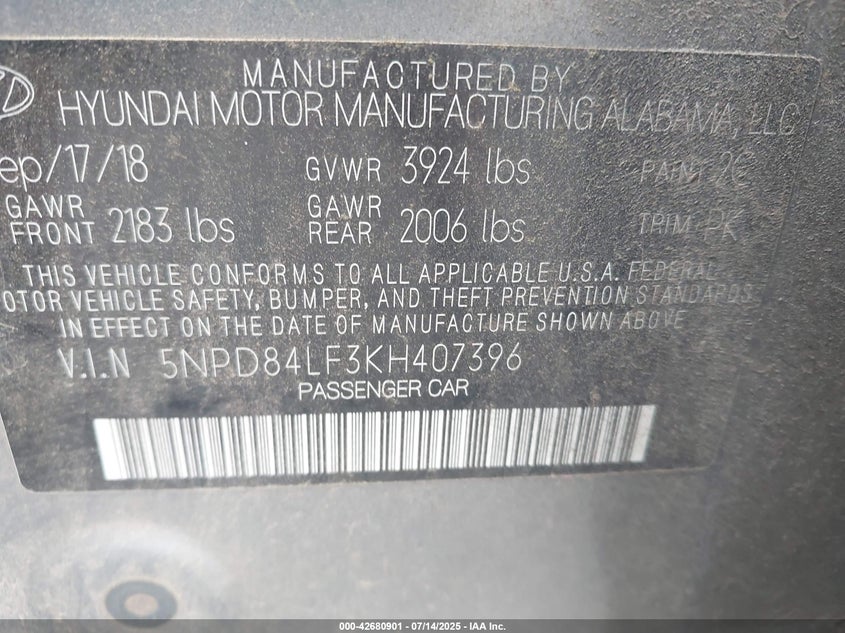 MANUFACTURED BY
HYUNDAI MOTOR MANUFACTURING ALABAMA, LLC
ep/17/18 GVWR 3924 lbs PAINT 2C
GAWR FRONT 2183 lbs GAWR REAR 2006 lbs TRIM PK
THIS VEHICLE CONFORMS TO ALL APPLICABLE U.S.A. FEDERAL
OTOR VEHICLE SAFETY, BUMPER, AND THEFT PREVENTION STANDARDS
IN EFFECT ON THE DATE OF MANUFACTURE SHOWN ABOVE
V.I.N 5NPD84LF3KH407396
PASSENGER CAR
000-42680901 - 07/14/2025 - IAA Inc.